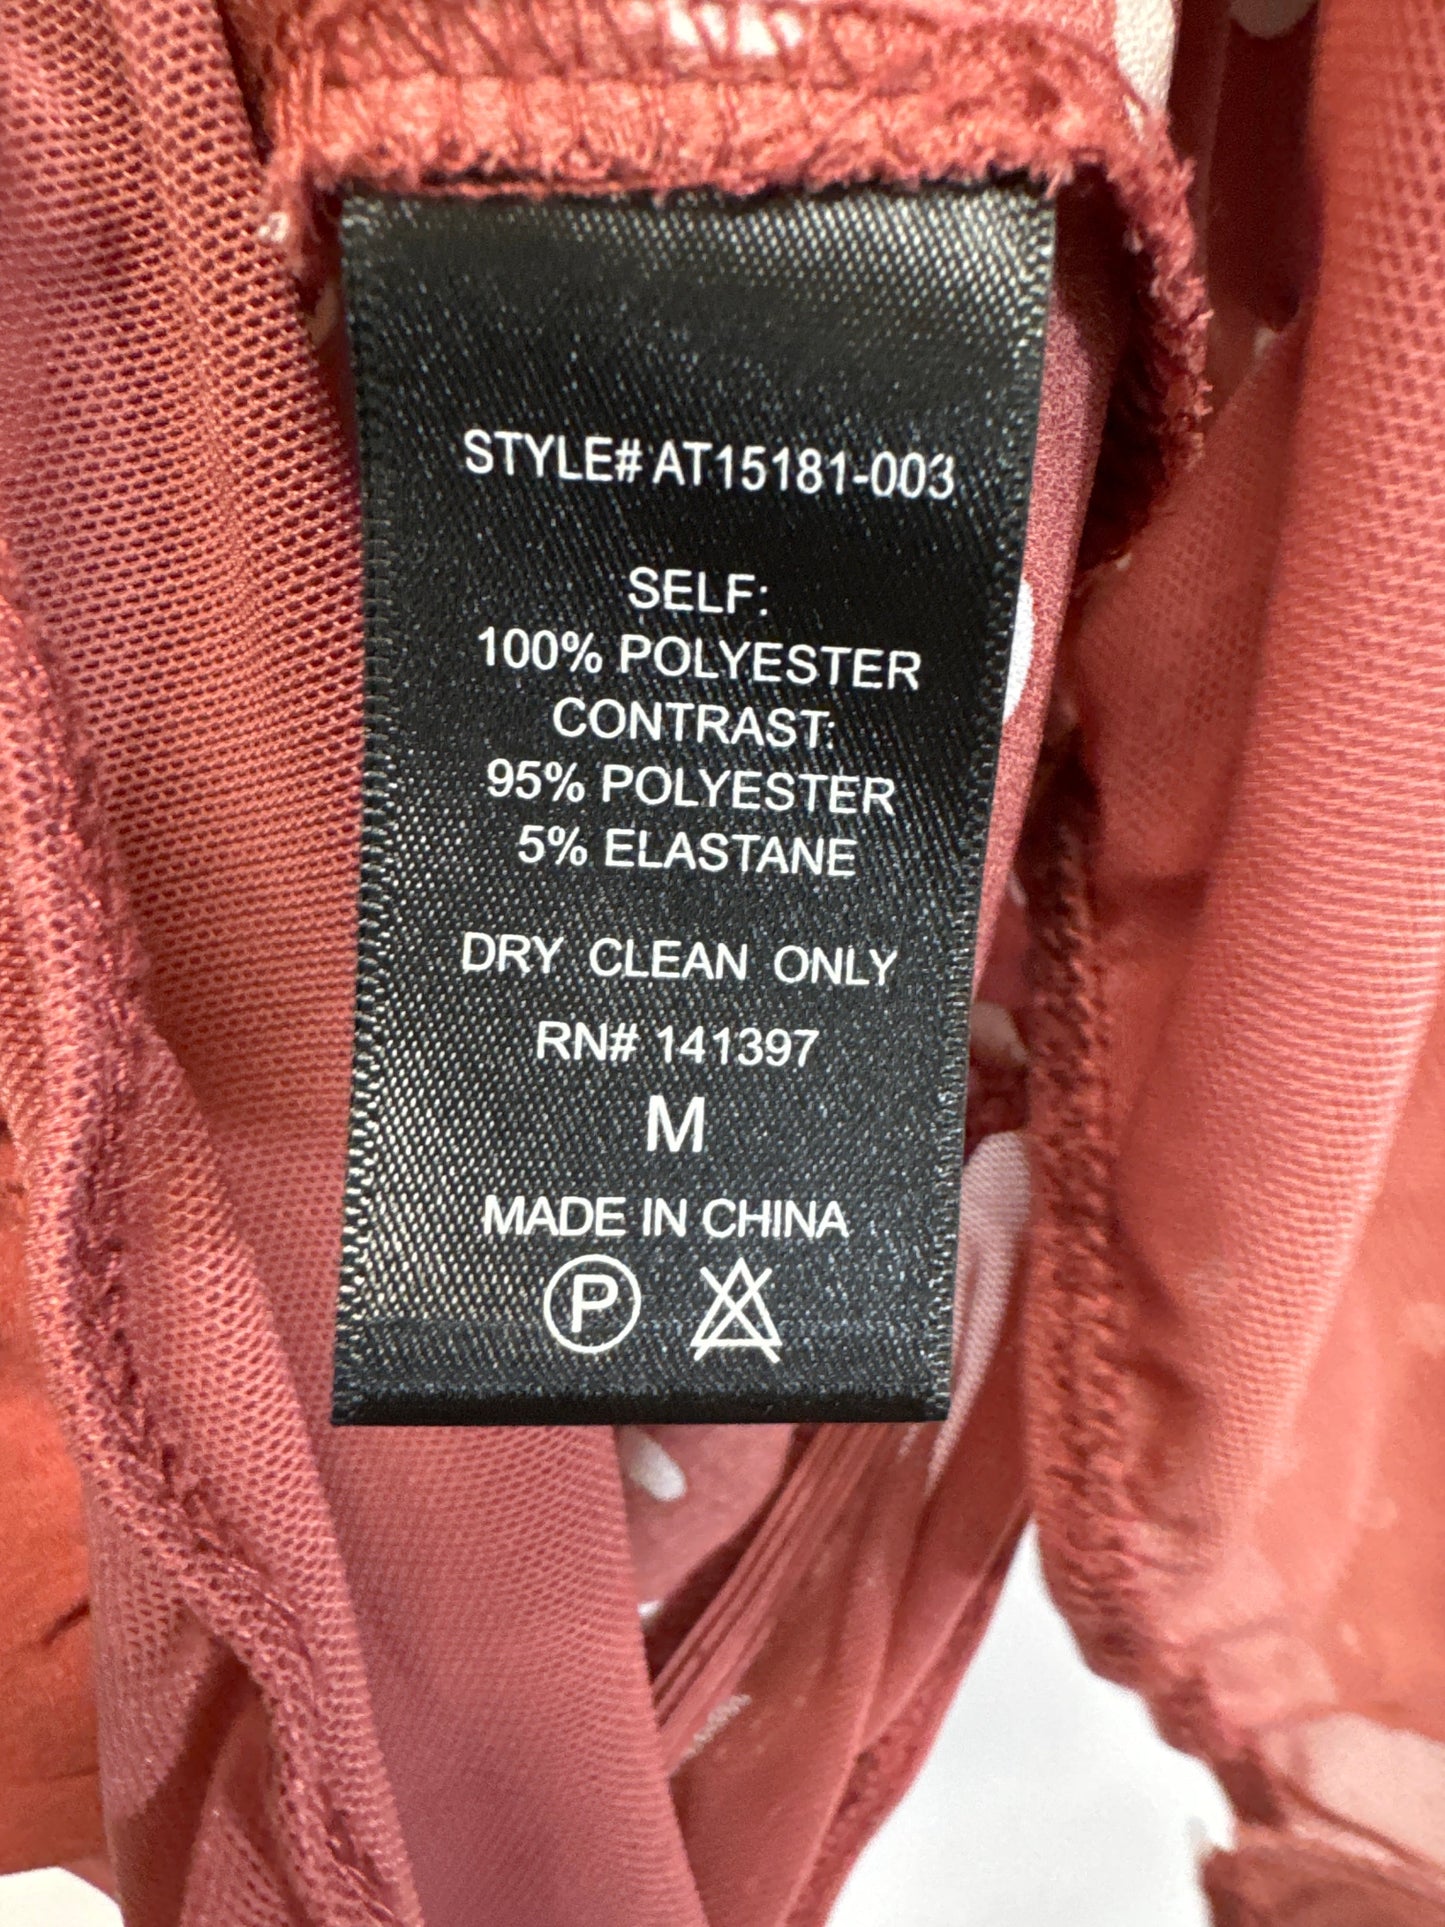 STYLE# AT15181-003
SELF:
100% POLYESTER
CONTRAST:
95% POLYESTER
5% ELASTANE
DRY CLEAN ONLY
RN# 141397
M
MADE IN CHINA
P